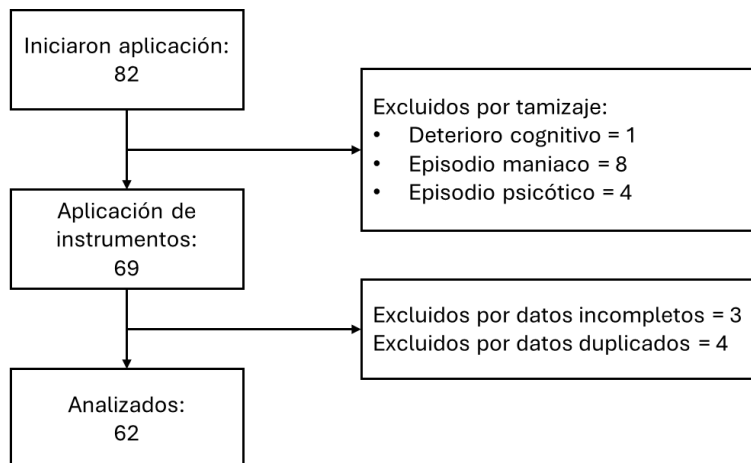 Iniciaron aplicación:
82
Excluidos por tamizaje:
• Deterioro cognitivo = 1
• Episodio maniaco = 8
• Episodio psicótico = 4
Aplicación de
instrumentos:
69
Excluidos por datos incompletos = 3
Excluidos por datos duplicados = 4
Analizados:
62